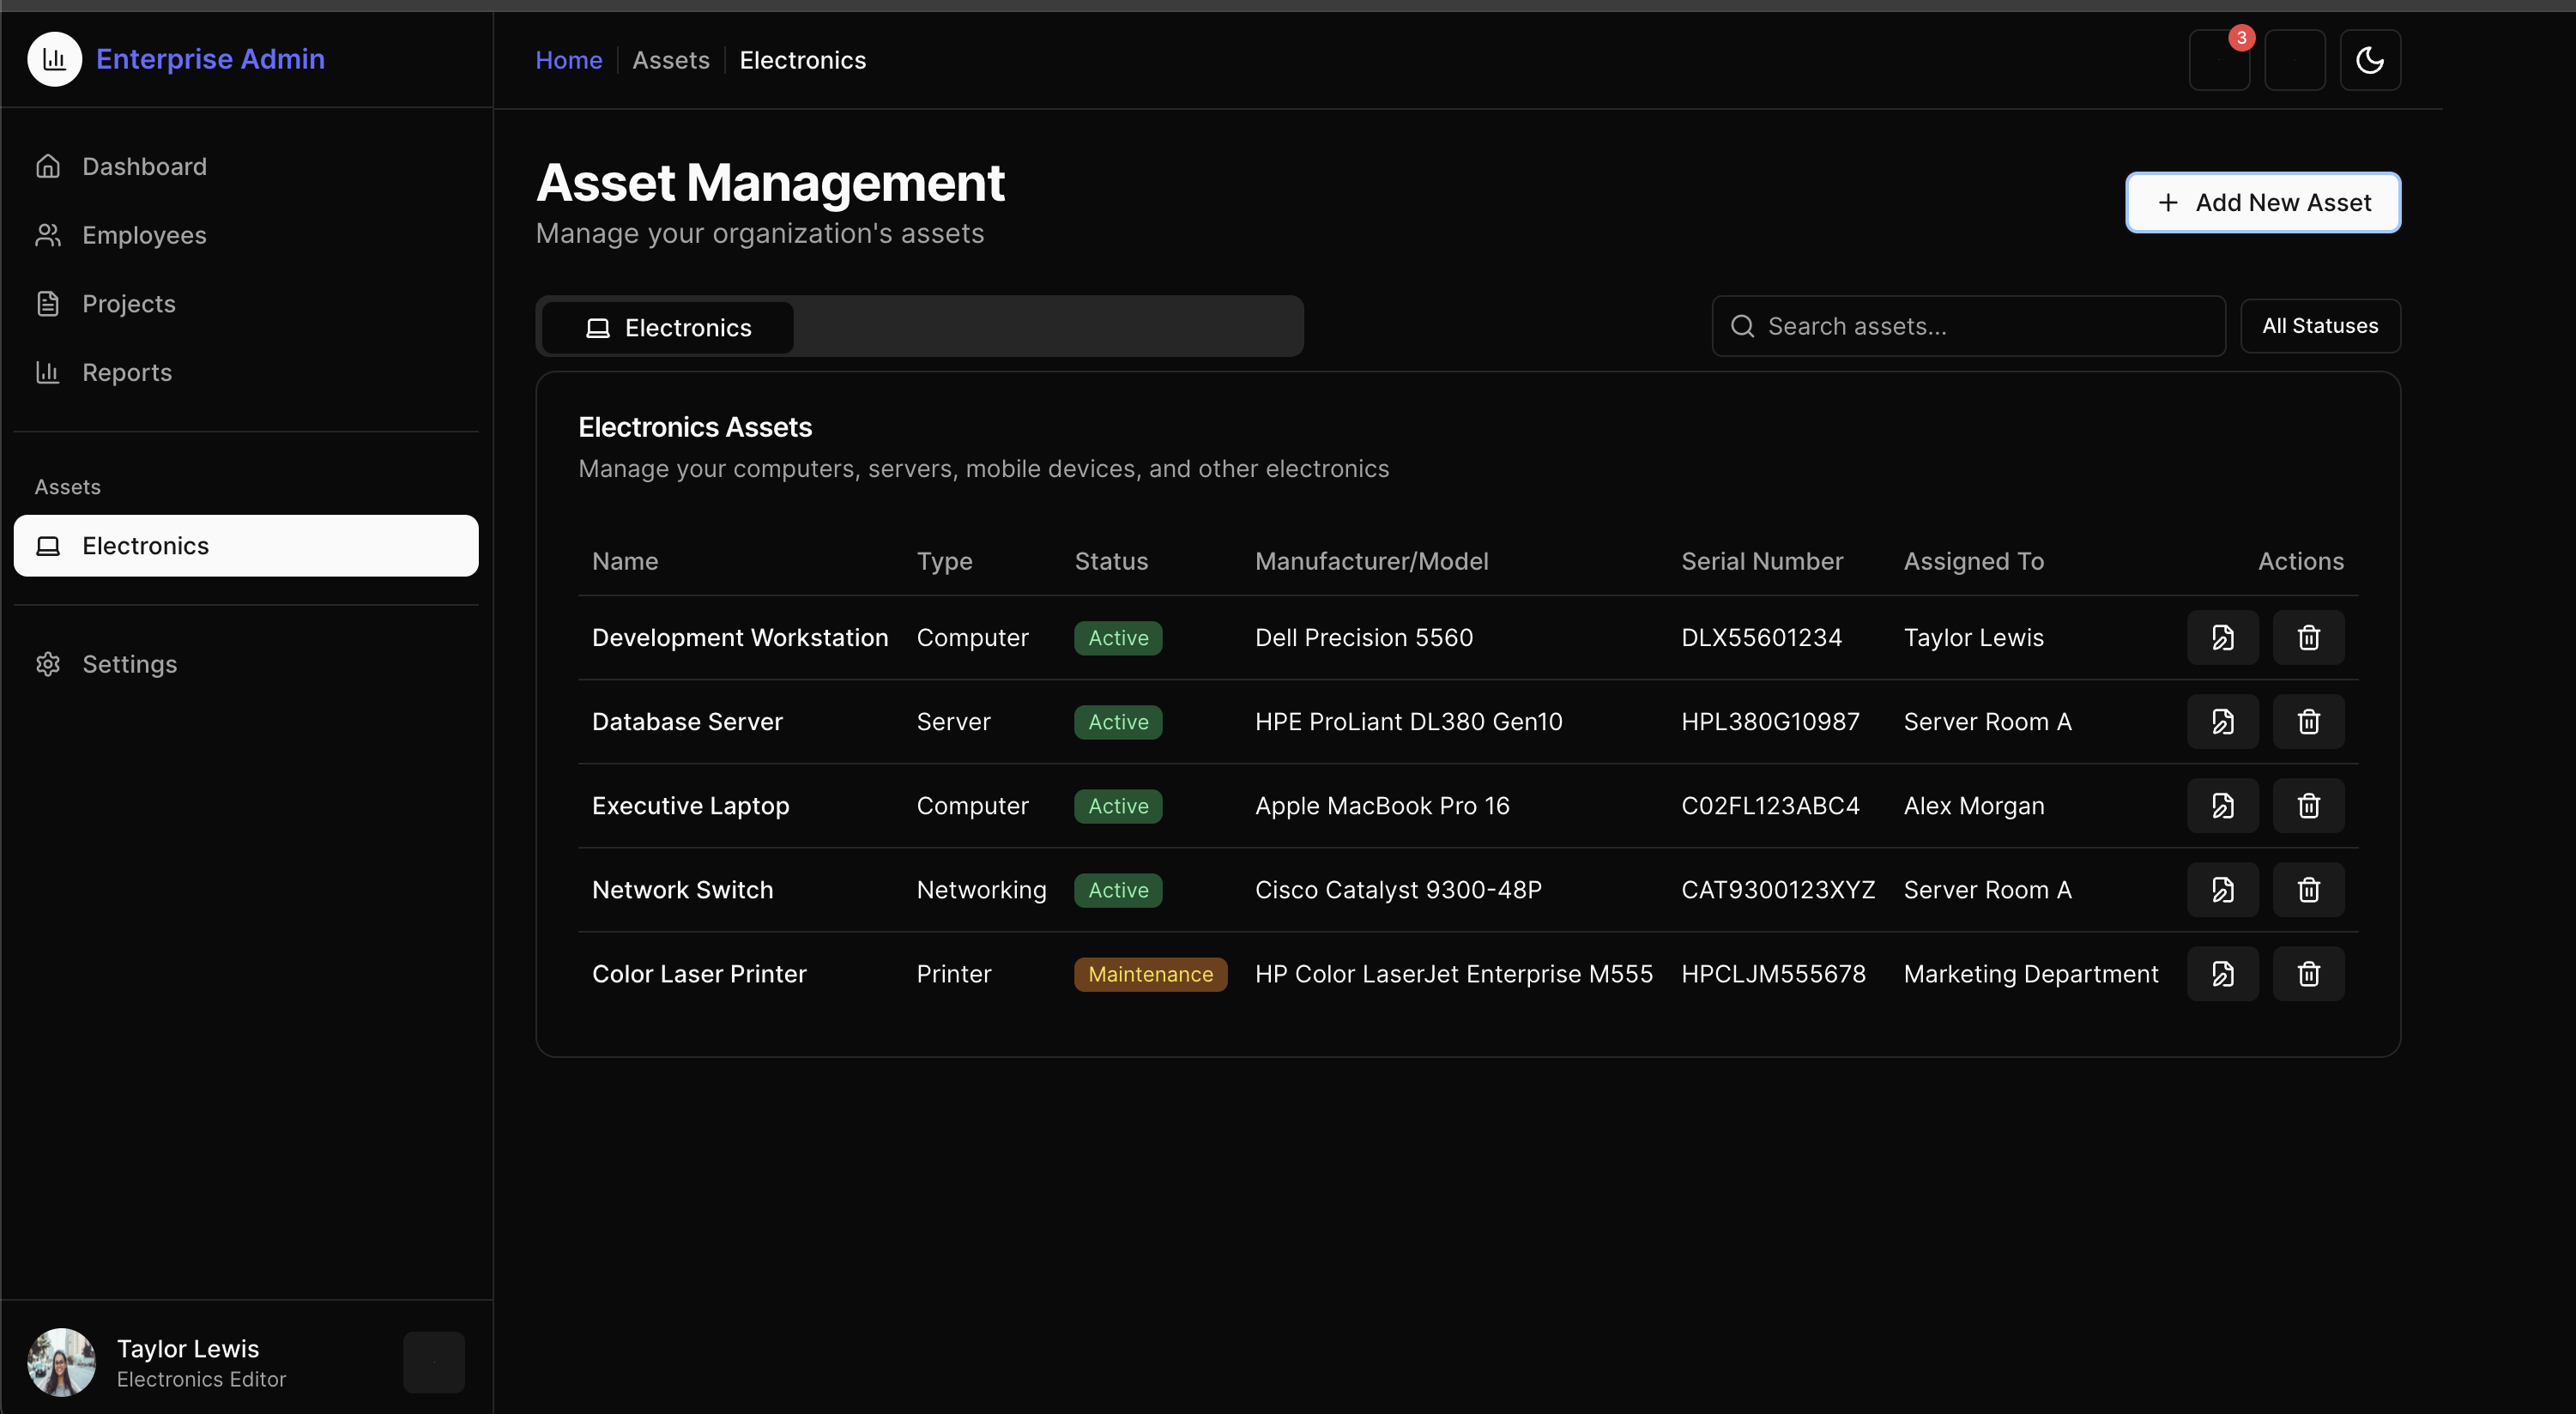 Enterprise Admin
Home Assets Electronics
3
Dashboard
Employees
Projects
Reports
Assets
Electronics
Settings
Taylor Lewis
Electronics Editor
Asset Management
Manage your organization's assets
Add New Asset
Electronics
Search assets...
All Statuses
Electronics Assets
Manage your computers, servers, mobile devices, and other electronics
Name Type Status Manufacturer/Model Serial Number Assigned To Actions
Development Workstation Computer Active Dell Precision 5560 DLX55601234 Taylor Lewis
Database Server Server Active HPE ProLiant DL380 Gen10 HPL380G10987 Server Room A
Executive Laptop Computer Active Apple MacBook Pro 16 C02FL123ABC4 Alex Morgan
Network Switch Networking Active Cisco Catalyst 9300-48P CAT9300123XYZ Server Room A
Color Laser Printer Printer Maintenance HP Color LaserJet Enterprise M555 HPCLJM555678 Marketing Department